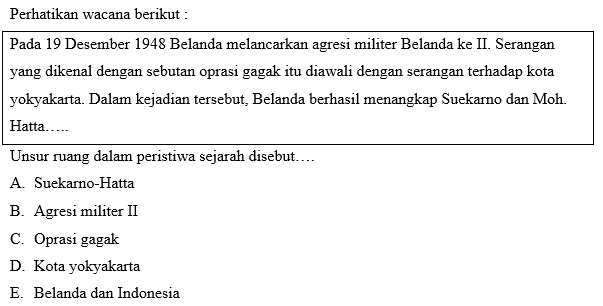 Perhatikan wacana berikut :
Pada 19 Desember 1948 Belanda melancarkan agresi militer Belanda ke II. Serangan
yang dikenal dengan sebutan oprasi gagak itu diawali dengan serangan terhadap kota
yokyakarta. Dalam kejadian tersebut, Belanda berhasil menangkap Suekarno dan Moh.
Hatta…..
Unsur ruang dalam peristiwa sejarah disebut….
A. Suekarno-Hatta
B. Agresi militer II
C. Oprasi gagak
D. Kota yokyakarta
E. Belanda dan Indonesia